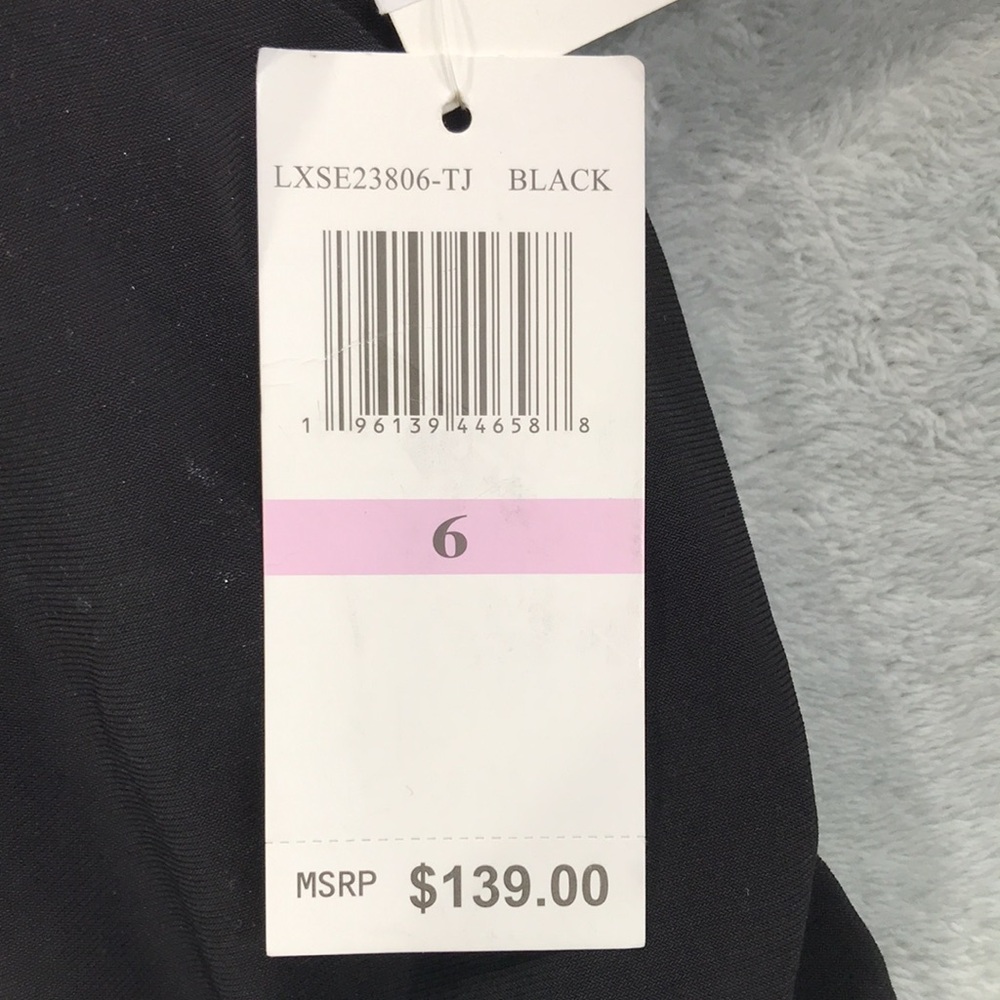 LXSE23806-TJ BLACK
1 96139 44658 8
6
MSRP $139.00